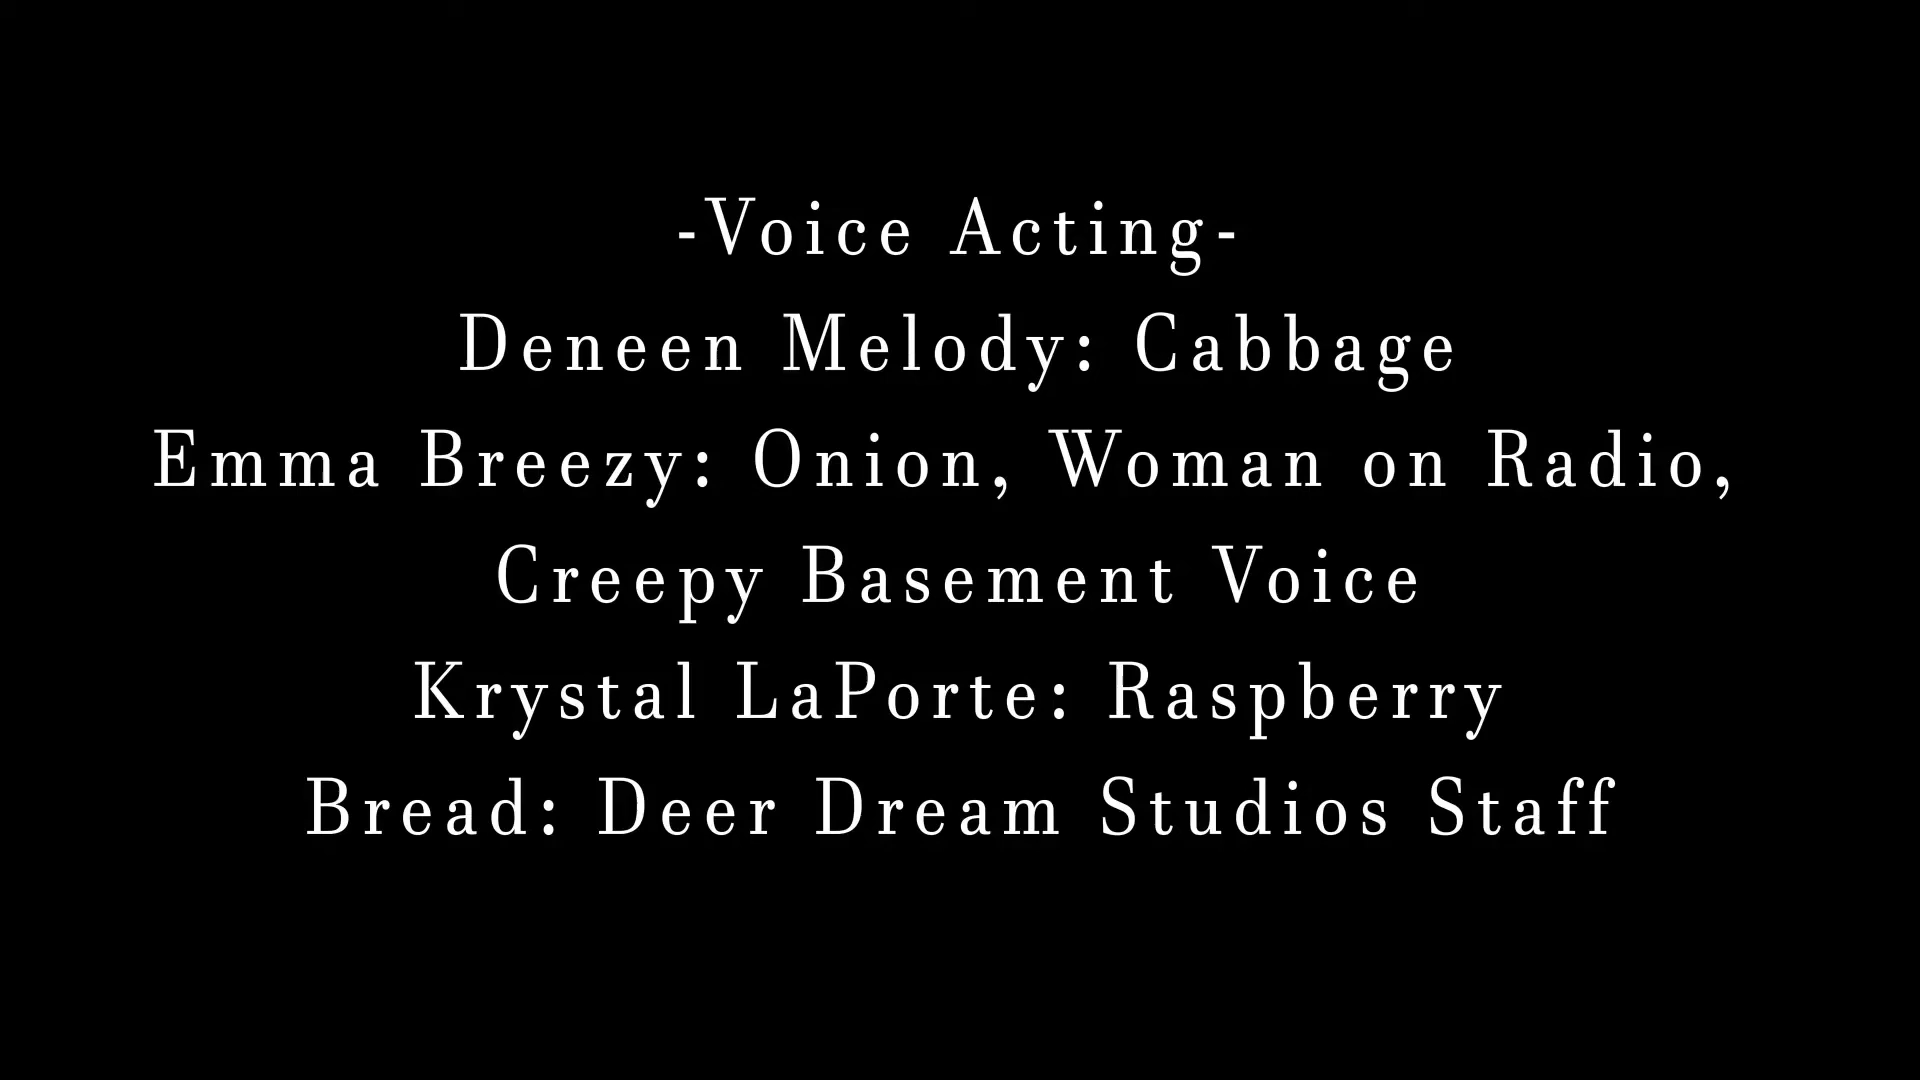 -Voice Acting-
Deneen Melody: Cabbage
Emma Breezy: Onion, Woman on Radio,
Creepy Basement Voice
Krystal LaPorte: Raspberry
Bread: Deer Dream Studios Staff